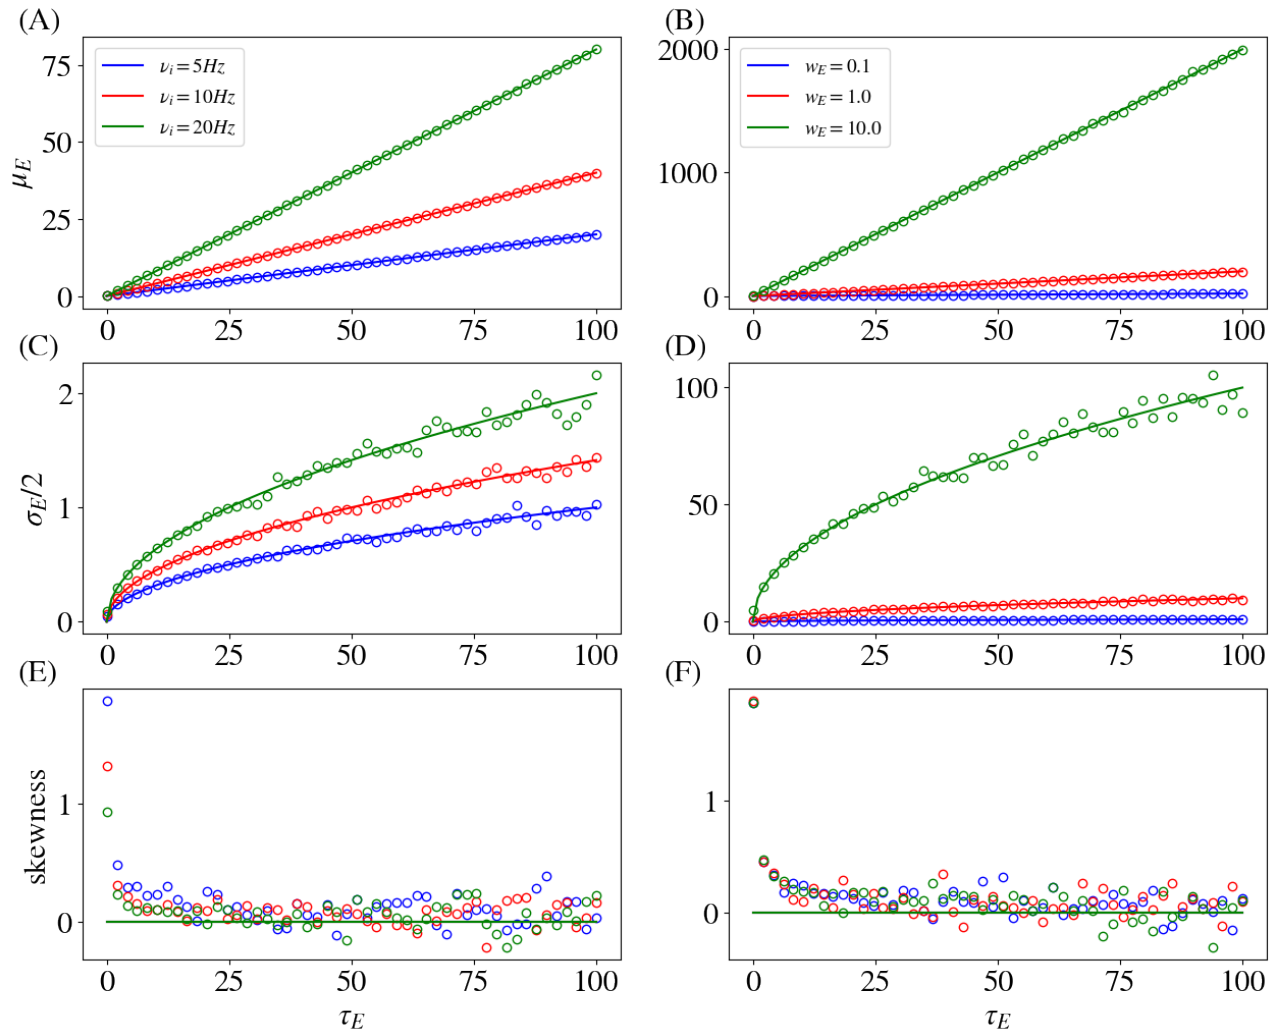 (A)
75
50
25
0
μ_E
ν_i = 5Hz
ν_i = 10Hz
ν_i = 20Hz
0 25 50 75 100
(B)
2000
1000
0
w_E = 0.1
w_E = 1.0
w_E = 10.0
0 25 50 75 100
(C)
2
1
0
σ_E/2
0 25 50 75 100
(D)
100
50
0
0 25 50 75 100
(E)
1
0
skewness
0 25 50 75 100
τ_E
(F)
1
0
0 25 50 75 100
τ_E